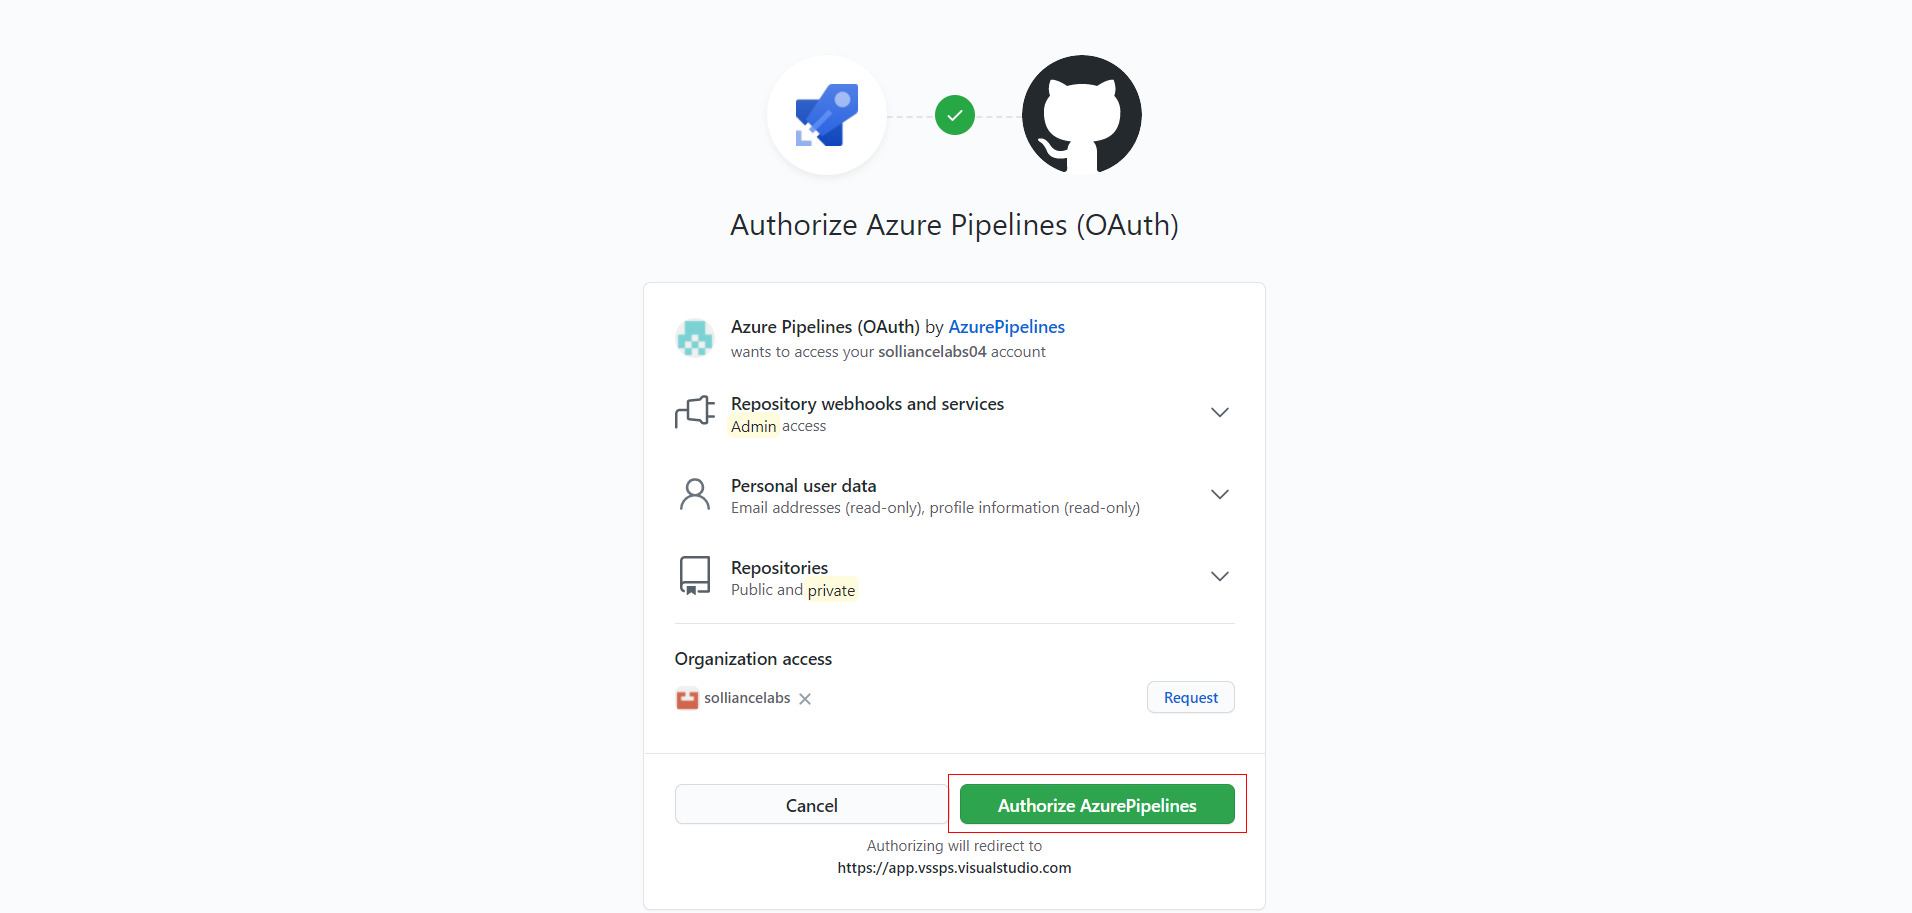 Authorize Azure Pipelines (OAuth)
Azure Pipelines (OAuth) by AzurePipelines
wants to access your solliancelabs04 account
Repository webhooks and services
Admin access
Personal user data
Email addresses (read-only), profile information (read-only)
Repositories
Public and private
Organization access
solliancelabs Request
Cancel Authorize AzurePipelines
Authorizing will redirect to
https://app.vssps.visualstudio.com